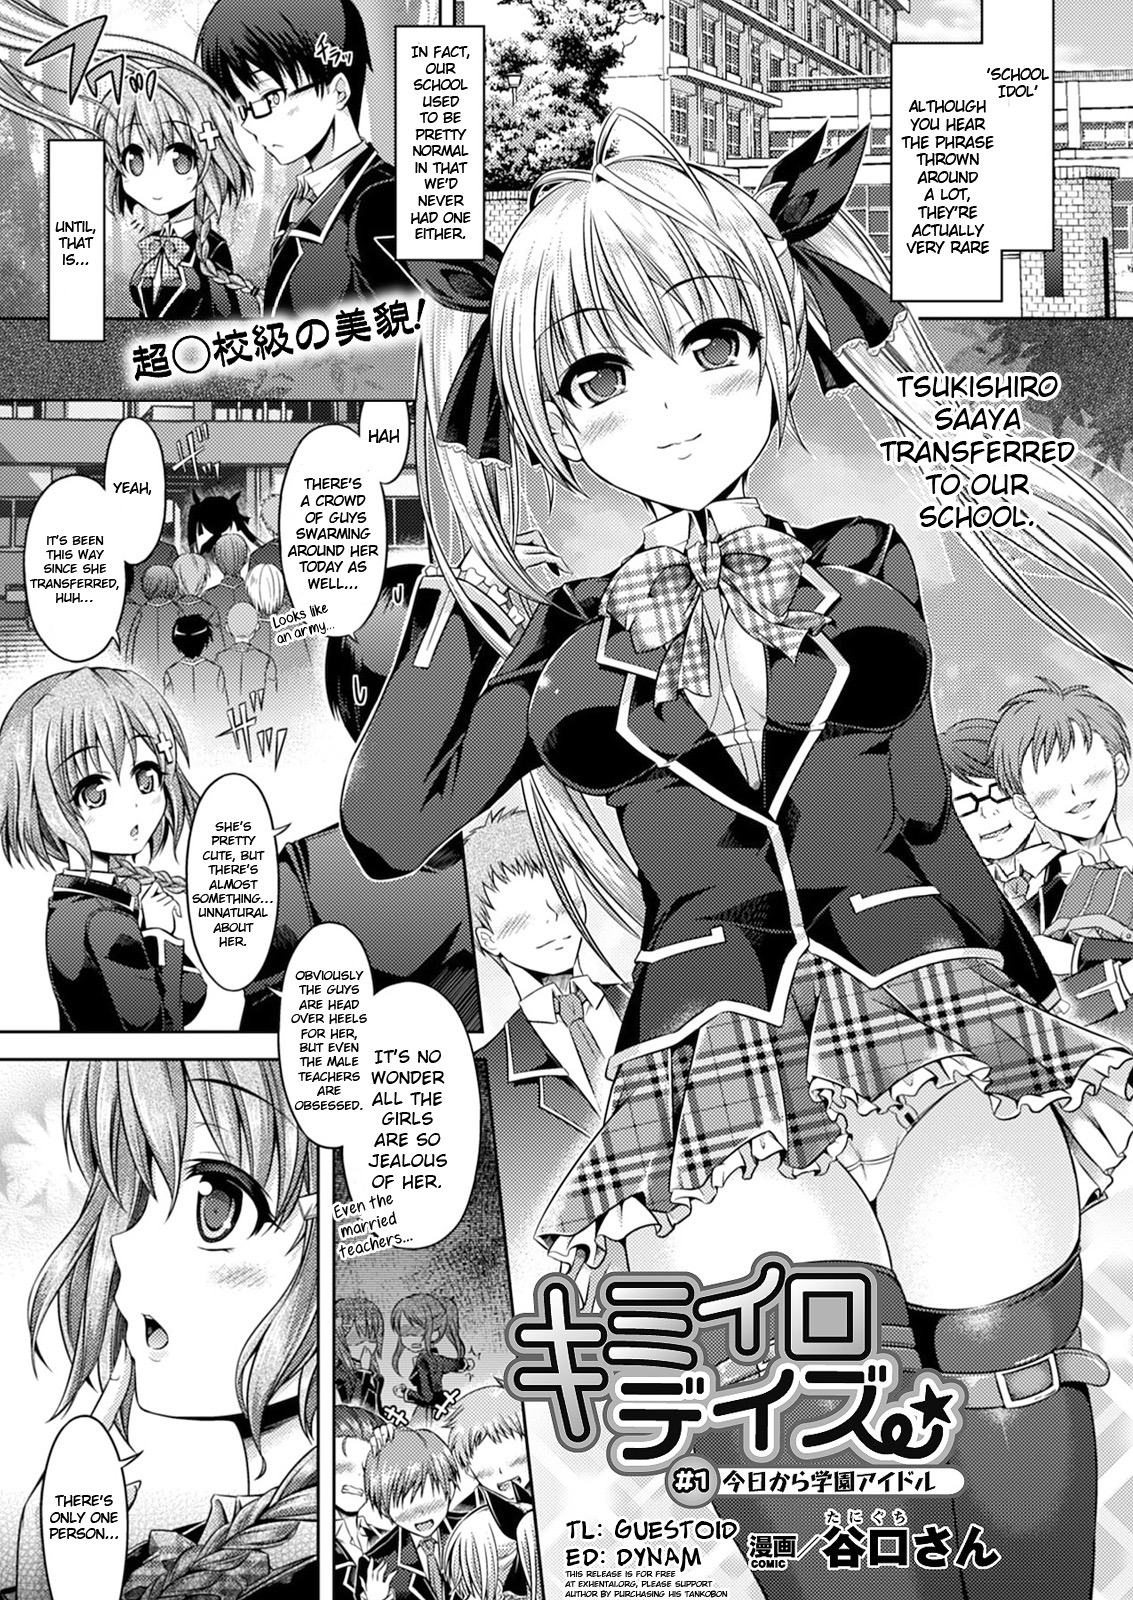 'SCHOOL
IDOL'
ALTHOUGH
YOU HEAR
THE PHRASE
THROWN
AROUND
A LOT,
THEY'RE
ACTUALLY
VERY RARE
IN FACT,
OUR
SCHOOL
USED
TO BE
PRETTY
NORMAL
IN THAT
WE'D
NEVER
HAD ONE
EITHER.
チラッ
UNTIL,
THAT
IS...
超○校級の美貌!
TSUKISHIRO
SAAYA
TRANSFERRED
TO OUR
SCHOOL.
HAH
THERE'S
A CROWD
OF GUYS
SWARMING
AROUND HER
TODAY AS
WELL...
Looks like
an army...
YEAH,
IT'S BEEN
THIS WAY
SINCE SHE
TRANSFERRED,
HUH...
ザッ
ザッ
SHE'S
PRETTY
CUTE, BUT
THERE'S
ALMOST
SOMETHING...
UNNATURAL
ABOUT
HER.
IT'S NO
WONDER
ALL THE
GIRLS
ARE SO
JEALOUS
OF HER.
OBVIOUSLY
THE GUYS
ARE HEAD
OVER HEELS
FOR HER,
BUT EVEN
THE MALE
TEACHERS
ARE
OBSESSED.
Even the
married
teachers...
THERE'S
ONLY ONE
PERSON...
キミイロ
デイズ
#1 今日から学園アイドル
TL: GUESTOID
ED: DYNAM
漫画/谷口さん
COMIC
たにぐち
THIS RELEASE IS FOR FREE
AT EXHENTAI.ORG, PLEASE SUPPORT
AUTHOR BY PURCHASING HIS TANKOBON